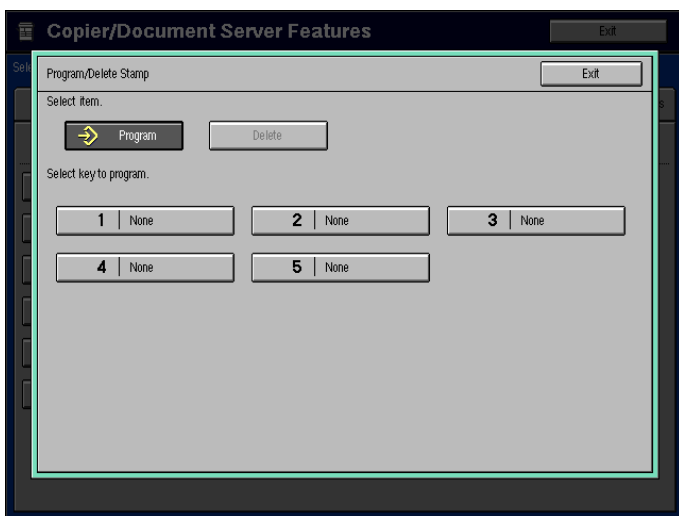 Copier/Document Server Features
Exit
Sele
Program/Delete Stamp
Exit
Select item.
s
Program
Delete
Select key to program.
1 None
2 None
3 None
4 None
5 None